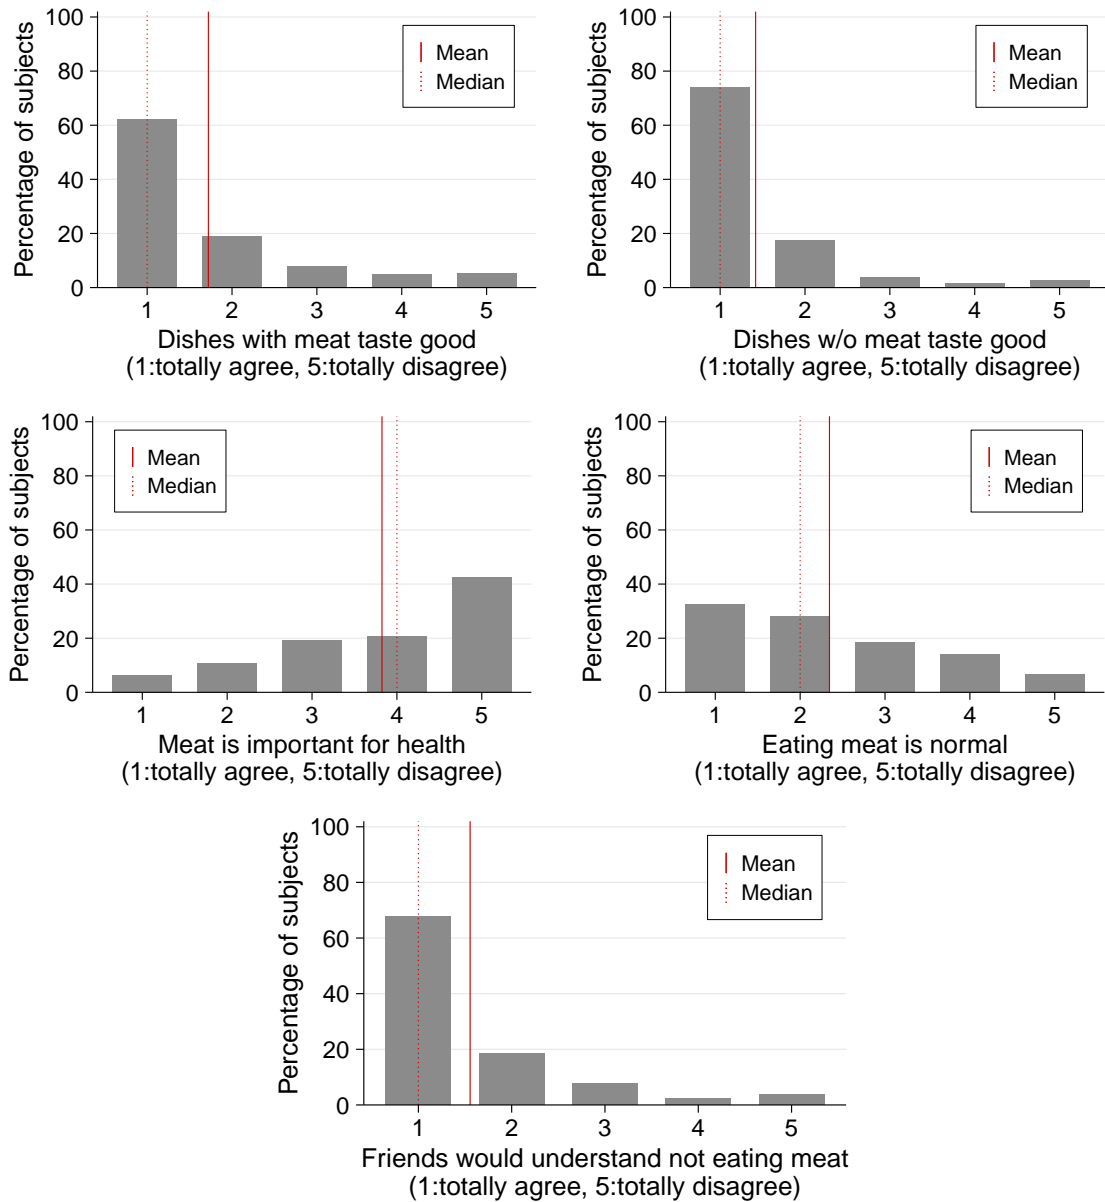 Percentage of subjects
100
80
60
40
20
0
Mean
Median
1 2 3 4 5
Dishes with meat taste good
(1:totally agree, 5:totally disagree)
Percentage of subjects
100
80
60
40
20
0
Mean
Median
1 2 3 4 5
Dishes w/o meat taste good
(1:totally agree, 5:totally disagree)
Percentage of subjects
100
80
60
40
20
0
Mean
Median
1 2 3 4 5
Meat is important for health
(1:totally agree, 5:totally disagree)
Percentage of subjects
100
80
60
40
20
0
Mean
Median
1 2 3 4 5
Eating meat is normal
(1:totally agree, 5:totally disagree)
Percentage of subjects
100
80
60
40
20
0
Mean
Median
1 2 3 4 5
Friends would understand not eating meat
(1:totally agree, 5:totally disagree)